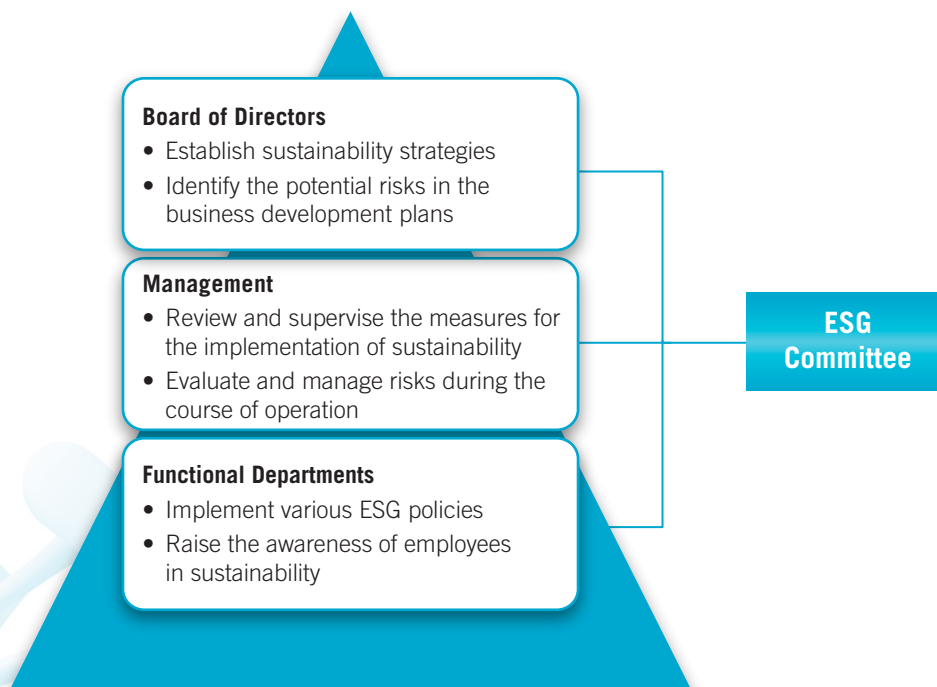 Board of Directors
• Establish sustainability strategies
• Identify the potential risks in the
business development plans
Management
• Review and supervise the measures for
the implementation of sustainability
• Evaluate and manage risks during the
course of operation
Functional Departments
• Implement various ESG policies
• Raise the awareness of employees
in sustainability
ESG
Committee